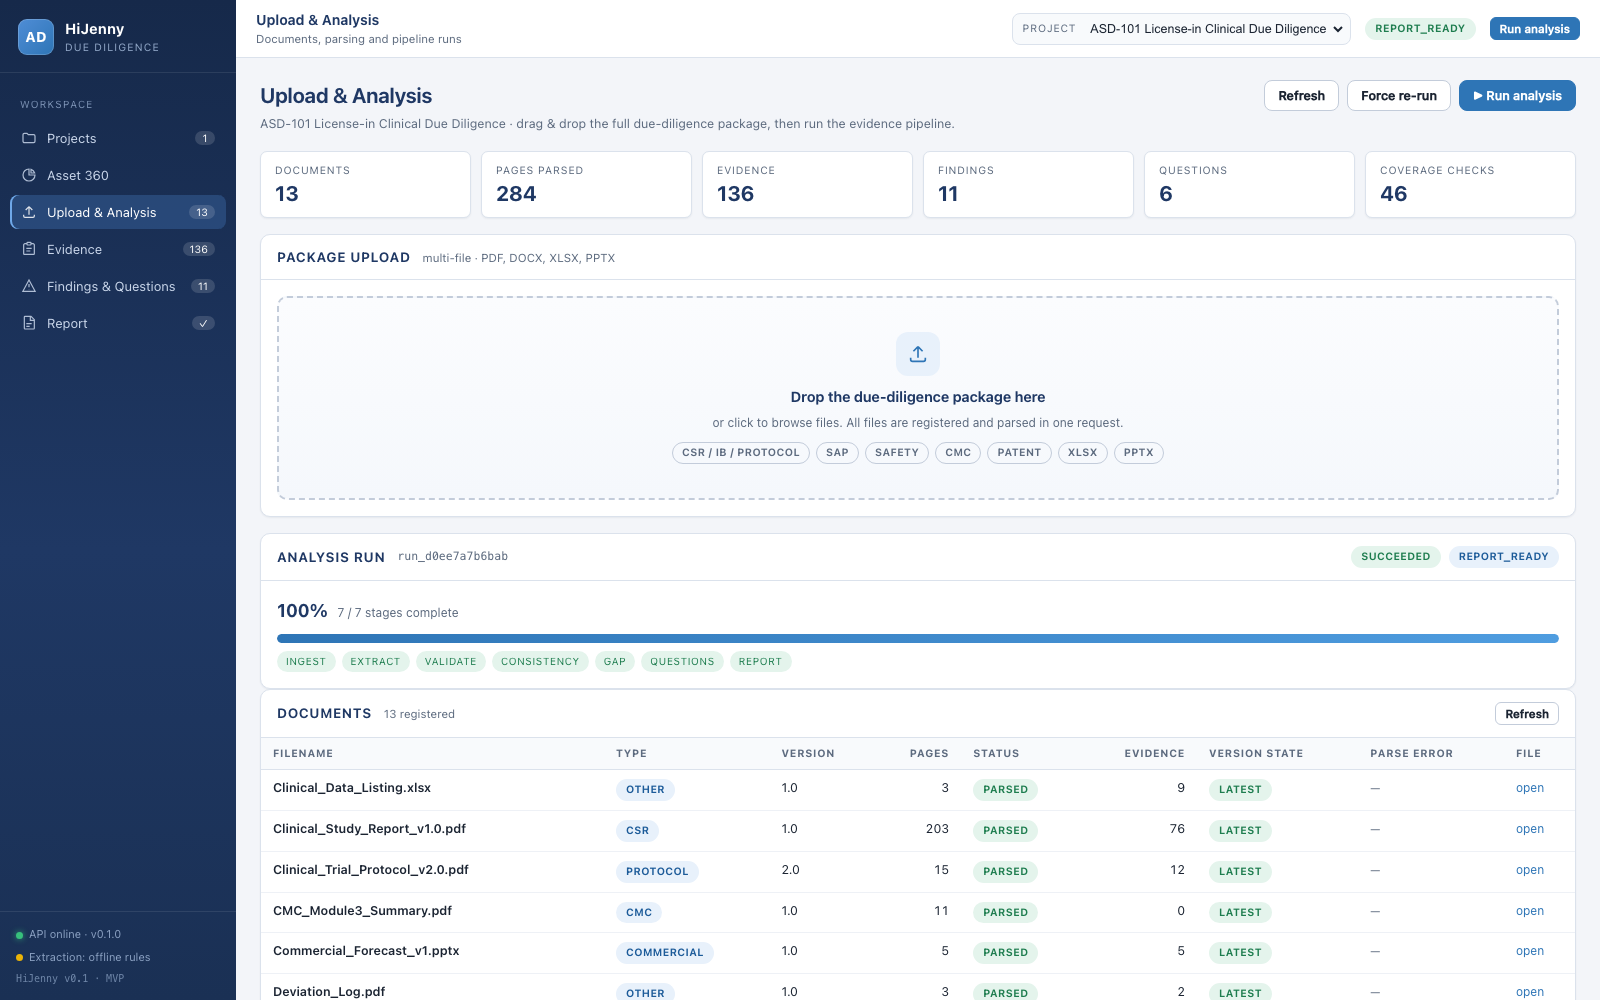 AD
HiJenny
DUE DILIGENCE
WORKSPACE
Projects 1
Asset 360
Upload & Analysis 13
Evidence 136
Findings & Questions 11
Report ✓
API online · v0.1.0
Extraction: offline rules
HiJenny v0.1 · MVP
Upload & Analysis
Documents, parsing and pipeline runs
PROJECT ASD-101 License-in Clinical Due Diligence
REPORT_READY
Run analysis
Upload & Analysis
ASD-101 License-in Clinical Due Diligence · drag & drop the full due-diligence package, then run the evidence pipeline.
Refresh
Force re-run
▶ Run analysis
DOCUMENTS
13
PAGES PARSED
284
EVIDENCE
136
FINDINGS
11
QUESTIONS
6
COVERAGE CHECKS
46
PACKAGE UPLOAD multi-file · PDF, DOCX, XLSX, PPTX
Drop the due-diligence package here
or click to browse files. All files are registered and parsed in one request.
CSR / IB / PROTOCOL SAP SAFETY CMC PATENT XLSX PPTX
ANALYSIS RUN run_d0ee7a7b6bab SUCCEEDED REPORT_READY
100% 7 / 7 stages complete
INGEST EXTRACT VALIDATE CONSISTENCY GAP QUESTIONS REPORT
DOCUMENTS 13 registered Refresh
FILENAME TYPE VERSION PAGES STATUS EVIDENCE VERSION STATE PARSE ERROR FILE
Clinical_Data_Listing.xlsx OTHER 1.0 3 PARSED 9 LATEST — open
Clinical_Study_Report_v1.0.pdf CSR 1.0 203 PARSED 76 LATEST — open
Clinical_Trial_Protocol_v2.0.pdf PROTOCOL 2.0 15 PARSED 12 LATEST — open
CMC_Module3_Summary.pdf CMC 1.0 11 PARSED 0 LATEST — open
Commercial_Forecast_v1.pptx COMMERCIAL 1.0 5 PARSED 5 LATEST — open
Deviation_Log.pdf OTHER 1.0 3 PARSED 2 LATEST — open